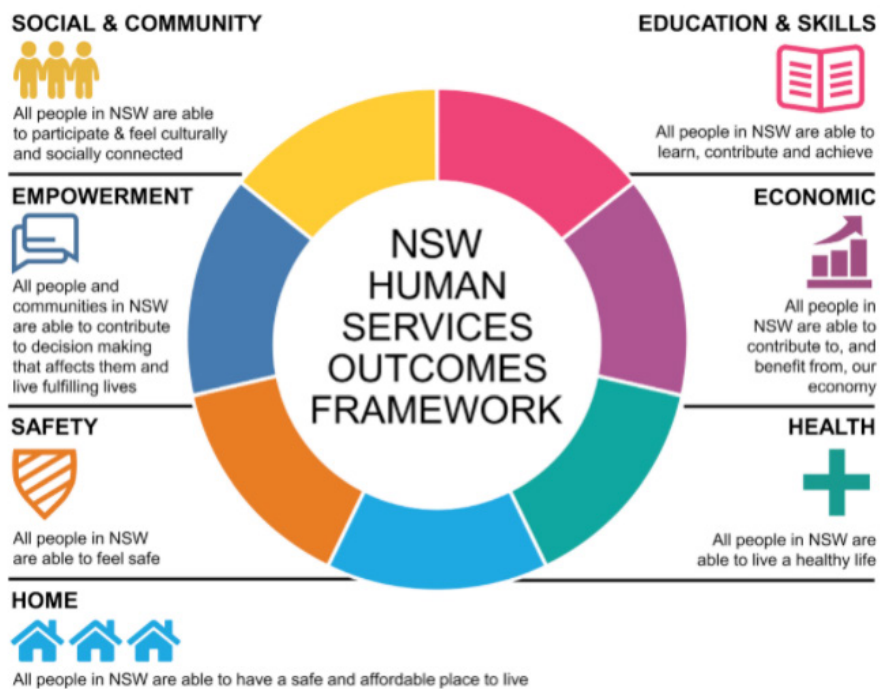 SOCIAL & COMMUNITY
All people in NSW are able
to participate & feel culturally
and socially connected
EMPOWERMENT
All people and
communities in NSW
are able to contribute
to decision making
that affects them and
live fulfilling lives
SAFETY
All people in NSW
are able to feel safe
HOME
All people in NSW are able to have a safe and affordable place to live
NSW
HUMAN
SERVICES
OUTCOMES
FRAMEWORK
EDUCATION & SKILLS
All people in NSW are able to
learn, contribute and achieve
ECONOMIC
All people in
NSW are able to
contribute to, and
benefit from, our
economy
HEALTH
All people in NSW are
able to live a healthy life